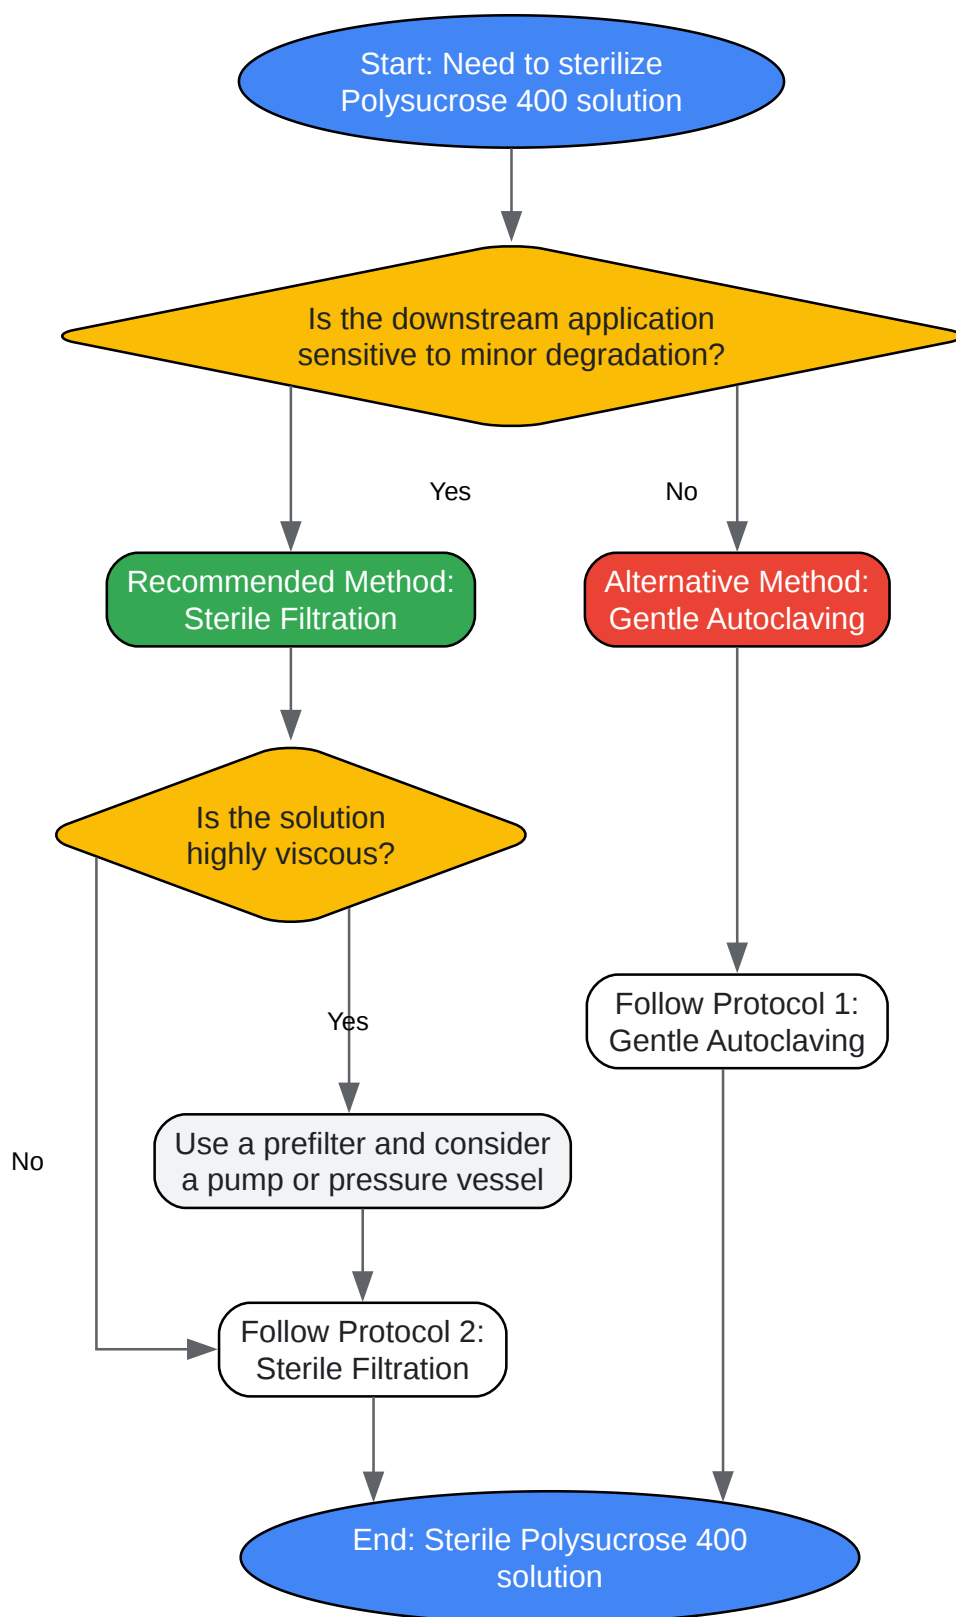 Start: Need to sterilize
Polysucrose 400 solution
Is the downstream application
sensitive to minor degradation?
Yes
No
Recommended Method:
Sterile Filtration
Alternative Method:
Gentle Autoclaving
Is the solution
highly viscous?
Follow Protocol 1:
Gentle Autoclaving
Yes
No
Use a prefilter and consider
a pump or pressure vessel
Follow Protocol 2:
Sterile Filtration
End: Sterile Polysucrose 400
solution